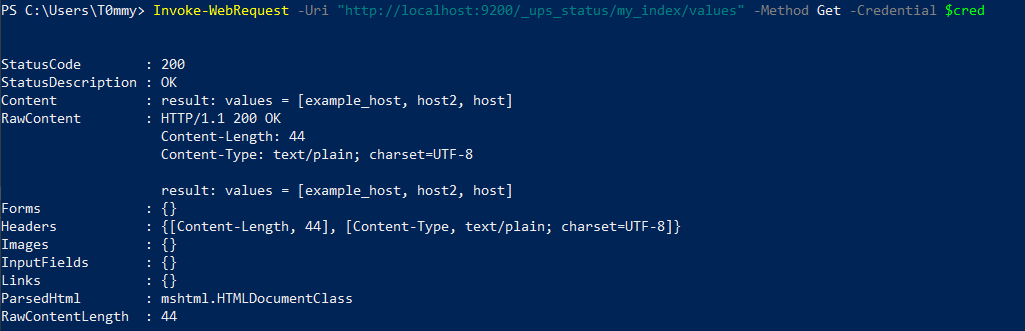 PS C:\Users\T0mmy> Invoke-WebRequest -Uri "http://localhost:9200/_ups_status/my_index/values" -Method Get -Credential $cred
StatusCode        : 200
StatusDescription : OK
Content           : result: values = [example_host, host2, host]
RawContent        : HTTP/1.1 200 OK
                    Content-Length: 44
                    Content-Type: text/plain; charset=UTF-8
                    result: values = [example_host, host2, host]
Forms             : {}
Headers           : {[Content-Length, 44], [Content-Type, text/plain; charset=UTF-8]}
Images            : {}
InputFields       : {}
Links             : {}
ParsedHtml        : mshtml.HTMLDocumentClass
RawContentLength  : 44